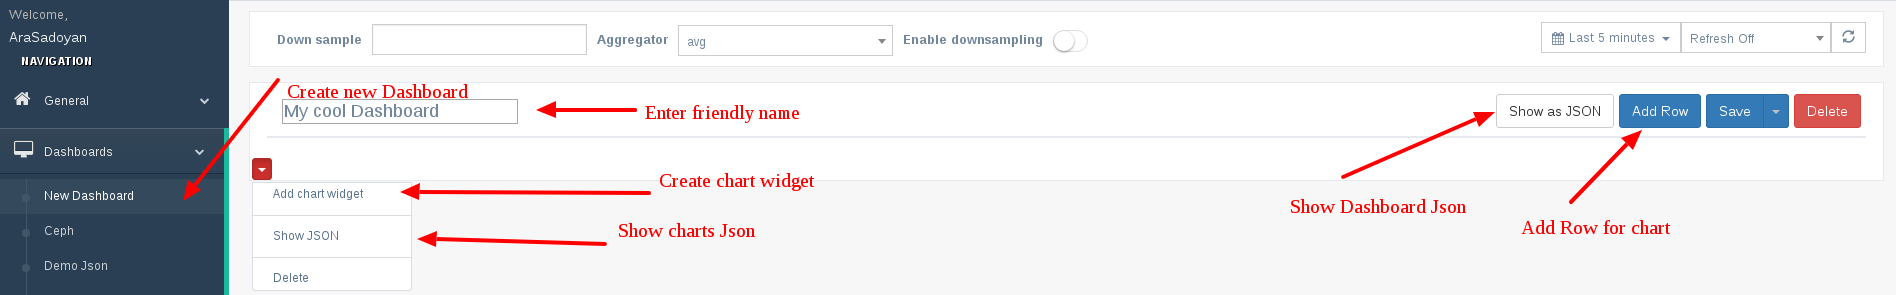 Welcome,
AraSadoyan
NAVIGATION
General
Dashboards
New Dashboard
Ceph
Demo Json
Down sample
Aggregator
avg
Enable downsampling
Last 5 minutes
Refresh Off
Create new Dashboard
My cool Dashboard
Enter friendly name
Show as JSON
Add Row
Save
Delete
Add chart widget
Create chart widget
Show JSON
Show charts Json
Delete
Show Dashboard Json
Add Row for chart